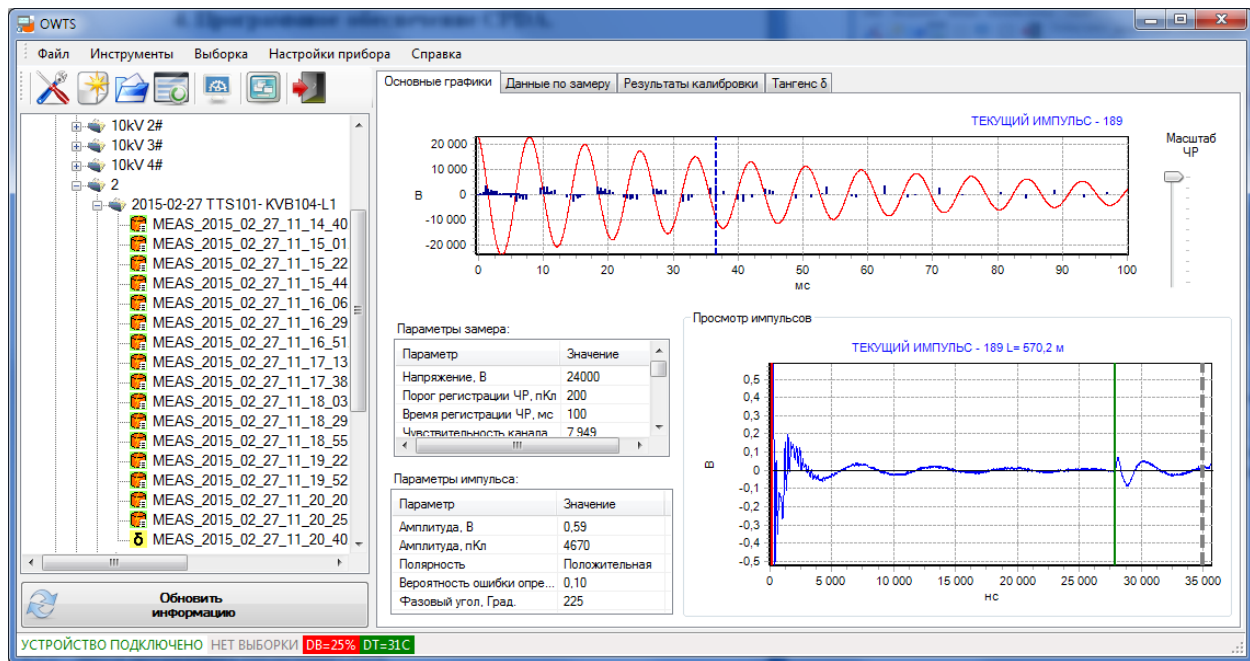 OWTS
4. Программное обеспечение CPDA.
Файл Инструменты Выборка Настройки прибора Справка
10kV 2#
10kV 3#
10kV 4#
2
2015-02-27 TTS101- KVB104-L1
MEAS_2015_02_27_11_14_40
MEAS_2015_02_27_11_15_01
MEAS_2015_02_27_11_15_22
MEAS_2015_02_27_11_15_44
MEAS_2015_02_27_11_16_06
MEAS_2015_02_27_11_16_29
MEAS_2015_02_27_11_16_51
MEAS_2015_02_27_11_17_13
MEAS_2015_02_27_11_17_38
MEAS_2015_02_27_11_18_03
MEAS_2015_02_27_11_18_29
MEAS_2015_02_27_11_18_55
MEAS_2015_02_27_11_19_22
MEAS_2015_02_27_11_19_52
MEAS_2015_02_27_11_20_20
MEAS_2015_02_27_11_20_25
δ MEAS_2015_02_27_11_20_40
Обновить
информацию
Основные графики Данные по замеру Результаты калибровки Тангенс δ
ТЕКУЩИЙ ИМПУЛЬС - 189
20 000
10 000
0
-10 000
-20 000
В
0 10 20 30 40 50 60 70 80 90 100
мс
Масштаб
ЧР
Параметры замера:
Параметр Значение
Напряжение, В 24000
Порог регистрации ЧР, пКл 200
Время регистрации ЧР, мс 100
Чувствительность канала 7,949
Параметры импульса:
Параметр Значение
Амплитуда, В 0,59
Амплитуда, пКл 4670
Полярность Положительная
Вероятность ошибки опре... 0,10
Фазовый угол, Град. 225
Просмотр импульсов
ТЕКУЩИЙ ИМПУЛЬС - 189 L= 570,2 м
0,5
0,4
0,3
0,2
0,1
0
-0,1
-0,2
-0,3
-0,4
-0,5
В
0 5 000 10 000 15 000 20 000 25 000 30 000 35 000
нс
УСТРОЙСТВО ПОДКЛЮЧЕНО НЕТ ВЫБОРКИ DB=25% DT=31C